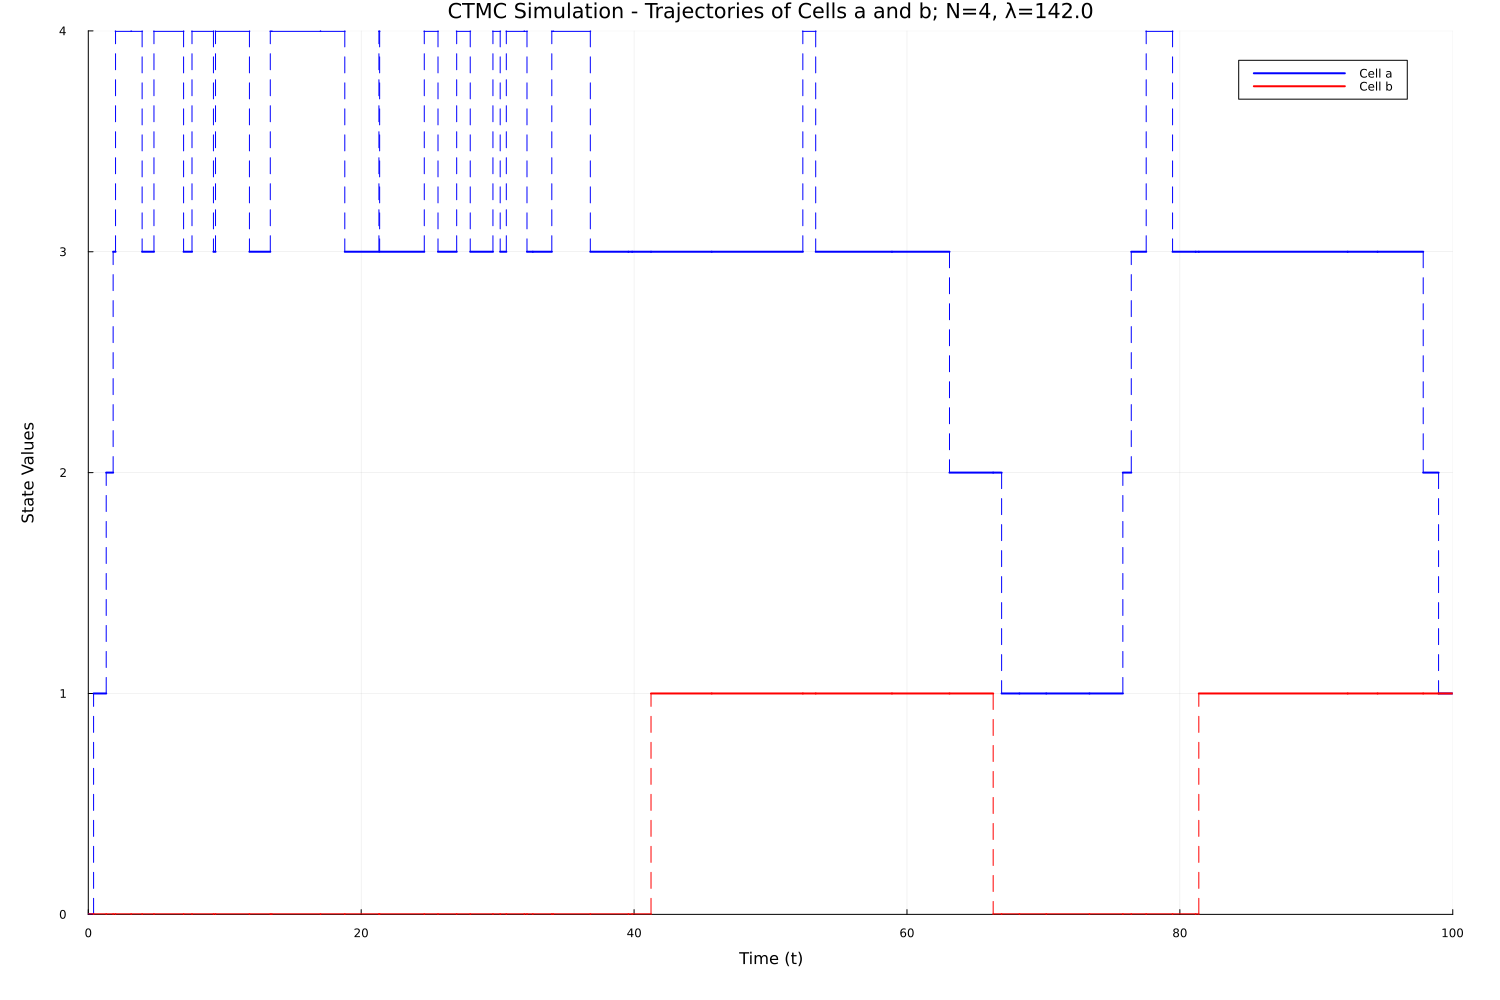 CTMC Simulation - Trajectories of Cells a and b; N=4, λ=142.0
4
Cell a
Cell b
3
State Values
2
1
0
0 20 40 60 80 100
Time (t)